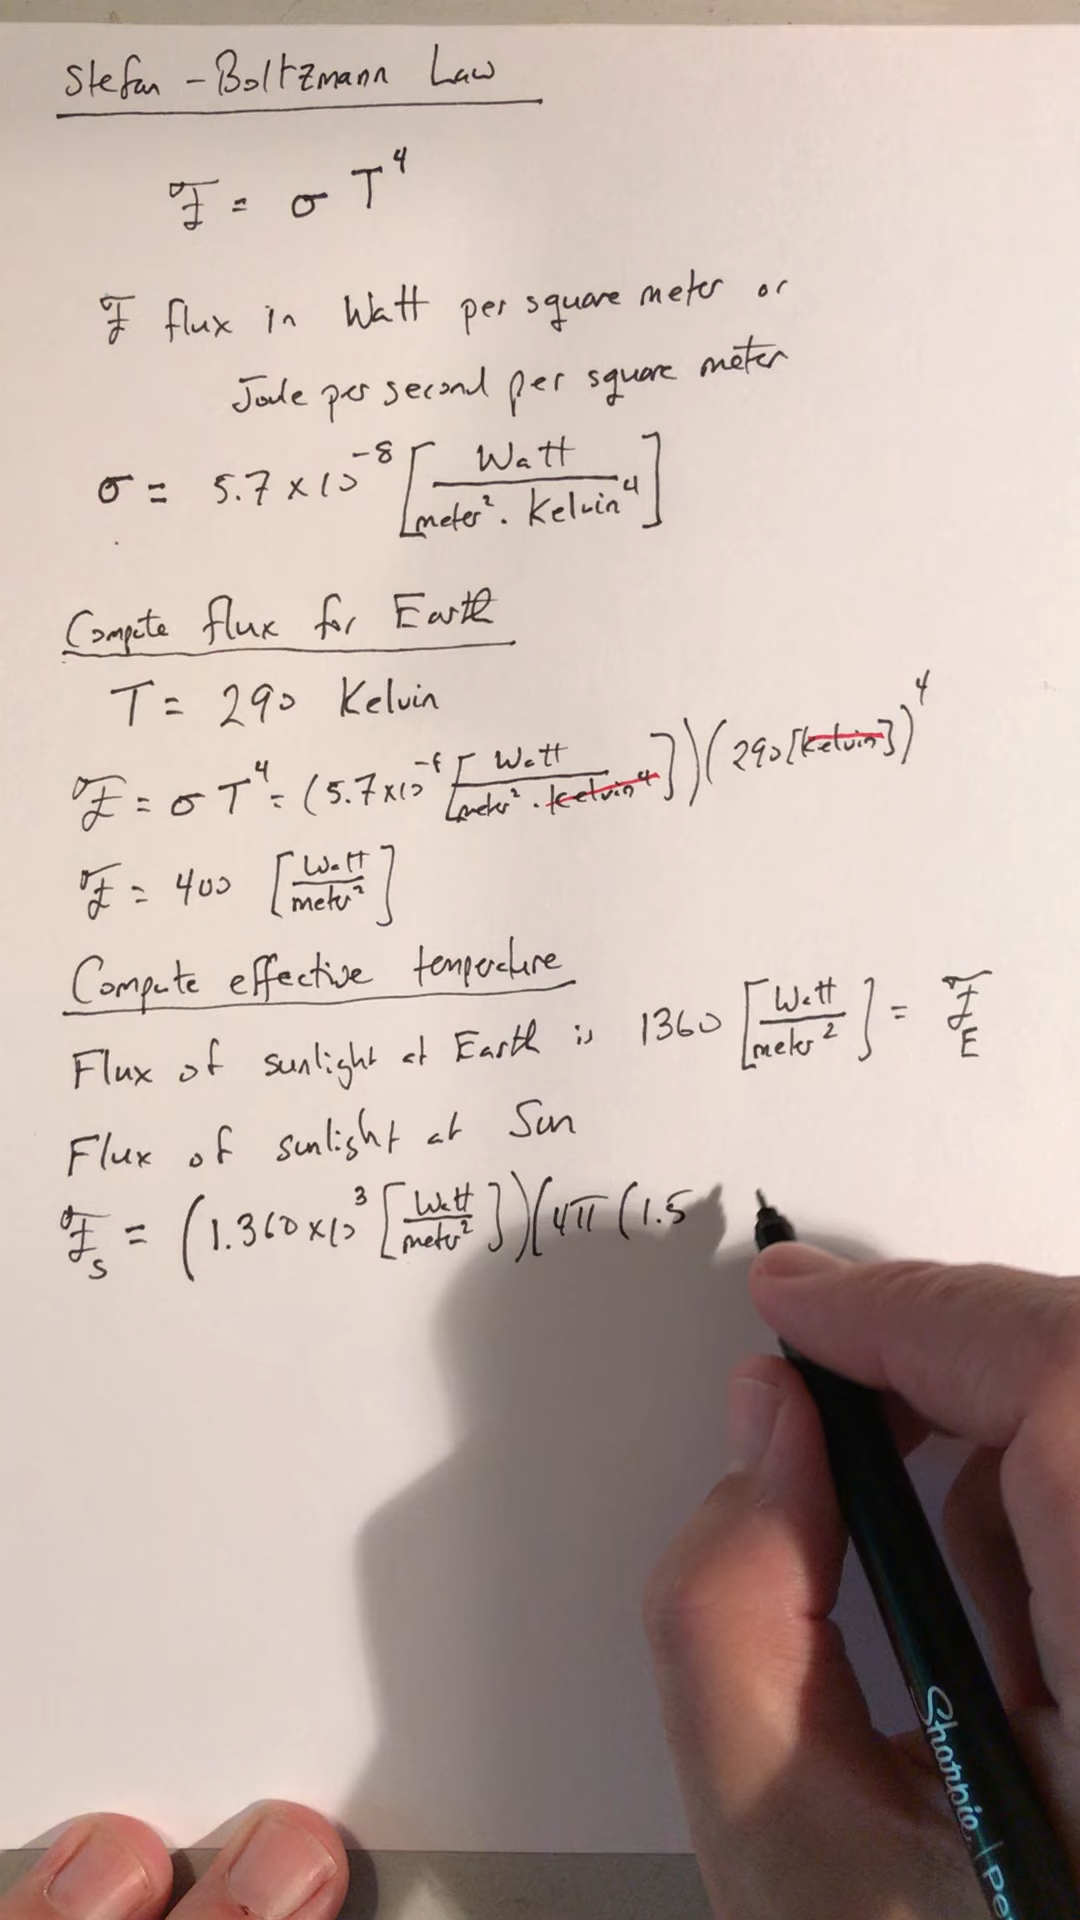 Stefan - Boltzmann Law
ℱ = σ T⁴
ℱ flux in Watt per square meter or
Joule per second per square meter
σ = 5.7 x 10⁻⁸ [Watt / meter² · Kelvin⁴]
Compute flux for Earth
T = 290 Kelvin
ℱ = σ T⁴ = (5.7 x 10⁻⁸ [Watt / meter² · Kelvin⁴]) (290 [Kelvin])⁴
ℱ = 400 [Watt / meter²]
Compute effective temperature
Flux of sunlight at Earth is 1360 [Watt / meter²] = ℱ_E
Flux of sunlight at Sun
ℱ_S = (1.360 x 10³ [Watt / meter²]) (4π (1.5
Sharpie